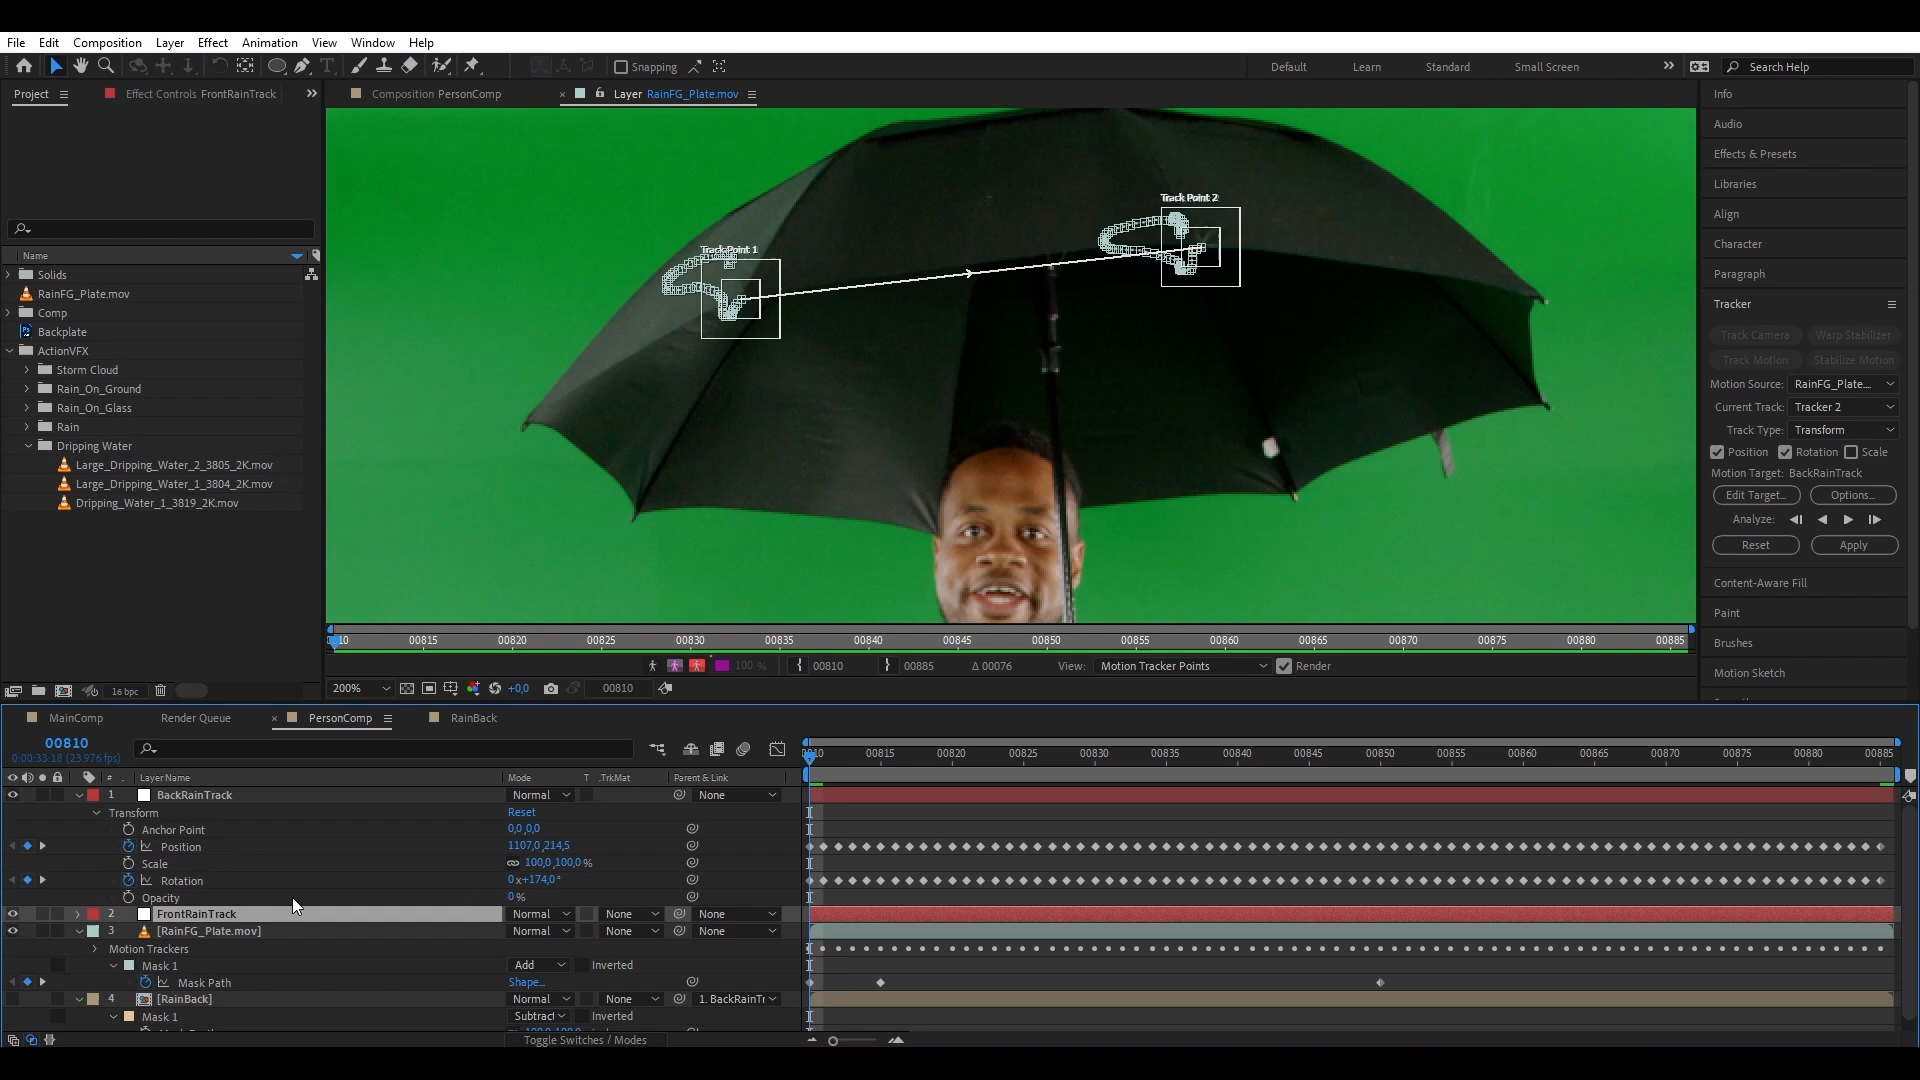 File Edit Composition Layer Effect Animation View Window Help
Snapping
Default Learn Standard Small Screen Search Help
Project Effect Controls FrontRainTrack
Composition PersonComp
Layer RainFG_Plate.mov
Name
Solids
RainFG_Plate.mov
Comp
Backplate
ActionVFX
Storm Cloud
Rain_On_Ground
Rain_On_Glass
Rain
Dripping Water
Large_Dripping_Water_2_3805_2K.mov
Large_Dripping_Water_1_3804_2K.mov
Dripping_Water_1_3819_2K.mov
16 bpc
Track Point 1
Track Point 2
10 00815 00820 00825 00830 00835 00840 00845 00850 00855 00860 00865 00870 00875 00880 00885
100 % 00810 00885 Δ 00076 View: Motion Tracker Points Render
200% +0,0 00810
Info
Audio
Effects & Presets
Libraries
Align
Character
Paragraph
Tracker
Track Camera Warp Stabilizer
Track Motion Stabilize Motion
Motion Source: RainFG_Plate....
Current Track: Tracker 2
Track Type: Transform
Position Rotation Scale
Motion Target: BackRainTrack
Edit Target... Options...
Analyze:
Reset Apply
Content-Aware Fill
Paint
Brushes
Motion Sketch
MainComp Render Queue PersonComp RainBack
00810
0:00:33:18 (23.976 fps)
0810 00815 00820 00825 00830 00835 00840 00845 00850 00855 00860 00865 00870 00875 00880 00885
# Layer Name Mode T .TrkMat Parent & Link
1 BackRainTrack Normal None
Transform Reset
Anchor Point 0,0,0,0
Position 1107,0,214,5
Scale 100,0,100,0 %
Rotation 0x+174,0°
Opacity 0 %
2 FrontRainTrack Normal None None
3 [RainFG_Plate.mov] Normal None None
Motion Trackers
Mask 1 Add Inverted
Mask Path Shape...
4 [RainBack] Normal None 1. BackRainTr
Mask 1 Subtract Inverted
Toggle Switches / Modes